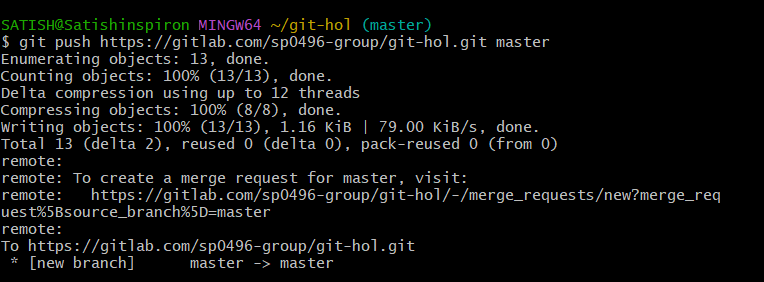 SATISH@Satishinspiron MINGW64 ~/git-hol (master)
$ git push https://gitlab.com/sp0496-group/git-hol.git master
Enumerating objects: 13, done.
Counting objects: 100% (13/13), done.
Delta compression using up to 12 threads
Compressing objects: 100% (8/8), done.
Writing objects: 100% (13/13), 1.16 KiB | 79.00 KiB/s, done.
Total 13 (delta 2), reused 0 (delta 0), pack-reused 0 (from 0)
remote:
remote: To create a merge request for master, visit:
remote:   https://gitlab.com/sp0496-group/git-hol/-/merge_requests/new?merge_req
uest%5Bsource_branch%5D=master
remote:
To https://gitlab.com/sp0496-group/git-hol.git
 * [new branch]      master -> master